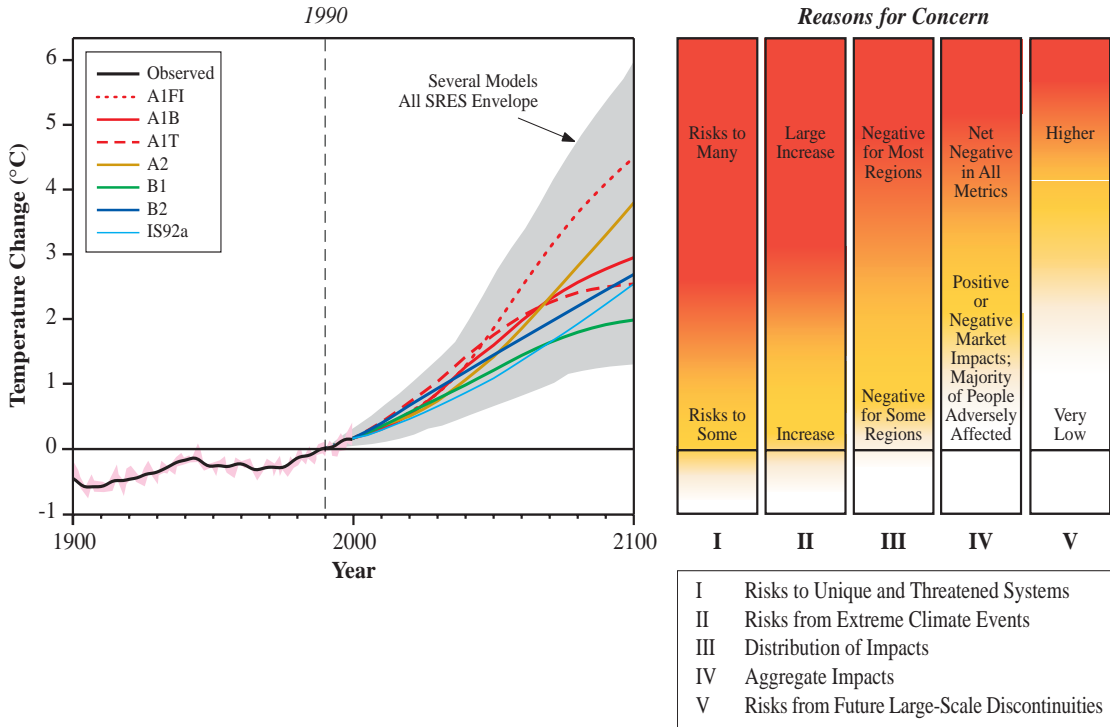 1990
Reasons for Concern
Temperature Change (°C)
6
5
4
3
2
1
0
-1
Observed
A1FI
A1B
A1T
A2
B1
B2
IS92a
Several Models
All SRES Envelope
1900
2000
2100
Year
Risks to
Many
Large
Increase
Negative
for Most
Regions
Net
Negative
in All
Metrics
Higher
Risks to
Some
Increase
Negative
for Some
Regions
Positive
or
Negative
Market
Impacts;
Majority
of People
Adversely
Affected
Very
Low
I
II
III
IV
V
I Risks to Unique and Threatened Systems
II Risks from Extreme Climate Events
III Distribution of Impacts
IV Aggregate Impacts
V Risks from Future Large-Scale Discontinuities